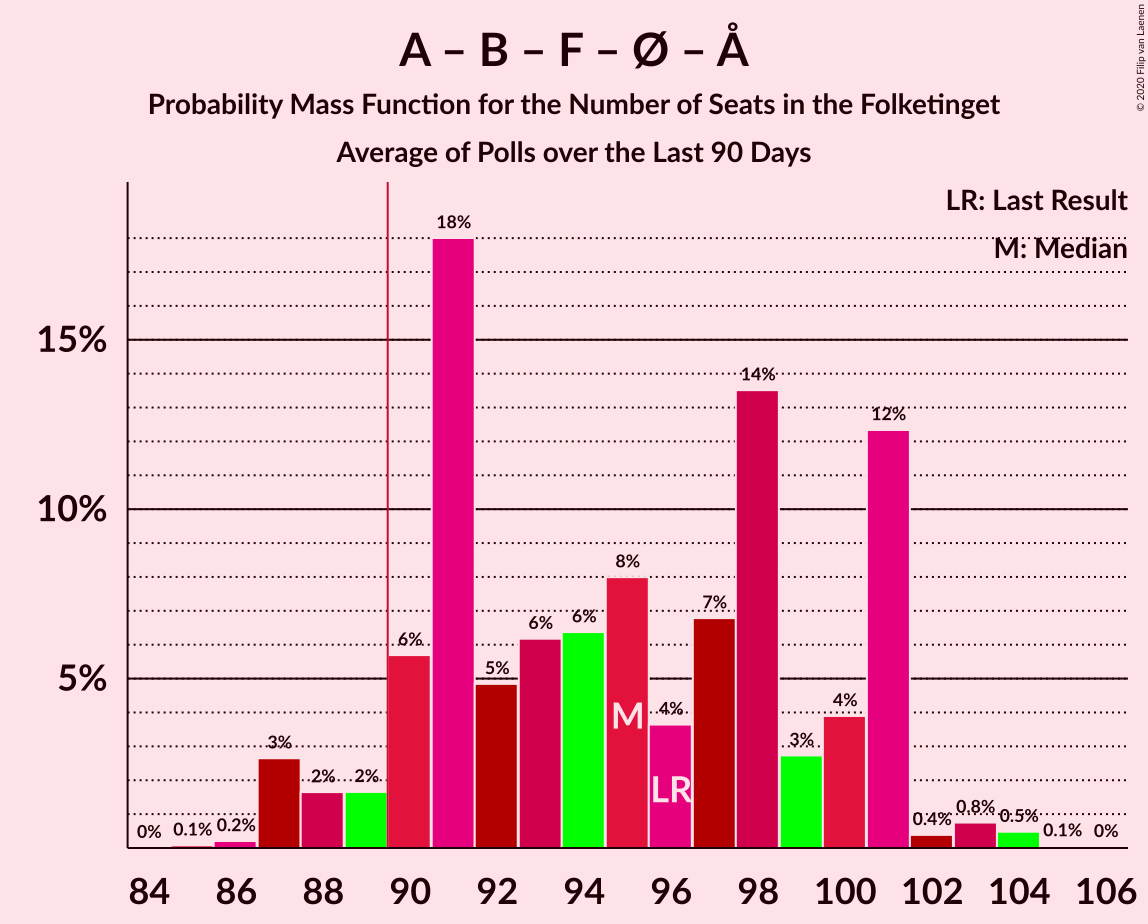 A – B – F – Ø – Å
Probability Mass Function for the Number of Seats in the Folketinget
Average of Polls over the Last 90 Days
© 2020 Filip van Laenen
LR: Last Result
M: Median
15%
10%
5%
0%
0.1%
0.2%
3%
2%
2%
6%
18%
5%
6%
6%
8%
4%
7%
14%
3%
4%
12%
0.4%
0.8%
0.5%
0.1%
0%
M
LR
84 86 88 90 92 94 96 98 100 102 104 106